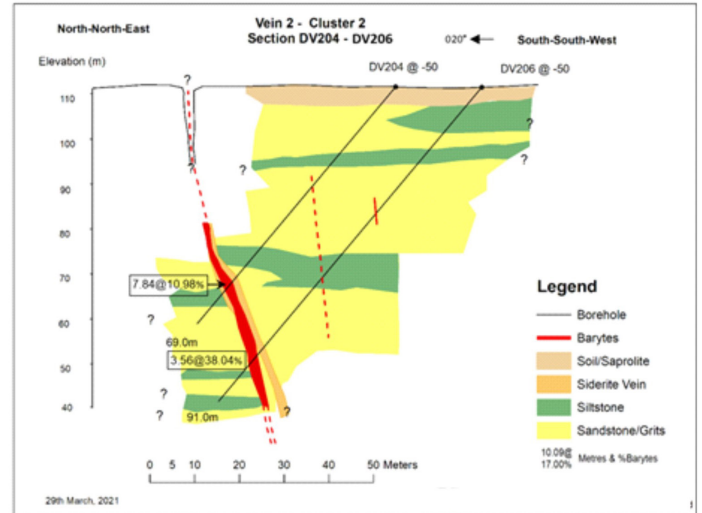 Vein 2 - Cluster 2
Section DV204 - DV206
North-North-East
020°
South-South-West
Elevation (m)
DV204 @ -50
DV206 @ -50
?
110
?
100
?
?
?
90
80
70
7.84@10.98%
60
?
69.0m
50
3.56@38.04%
?
40
?
91.0m
?
Legend
Borehole
Barytes
Soil/Saprolite
Siderite Vein
Siltstone
Sandstone/Grits
10.09@
17.00%
Metres & %Barytes
0 5 10 20 30 40 50 Meters
29th March, 2021